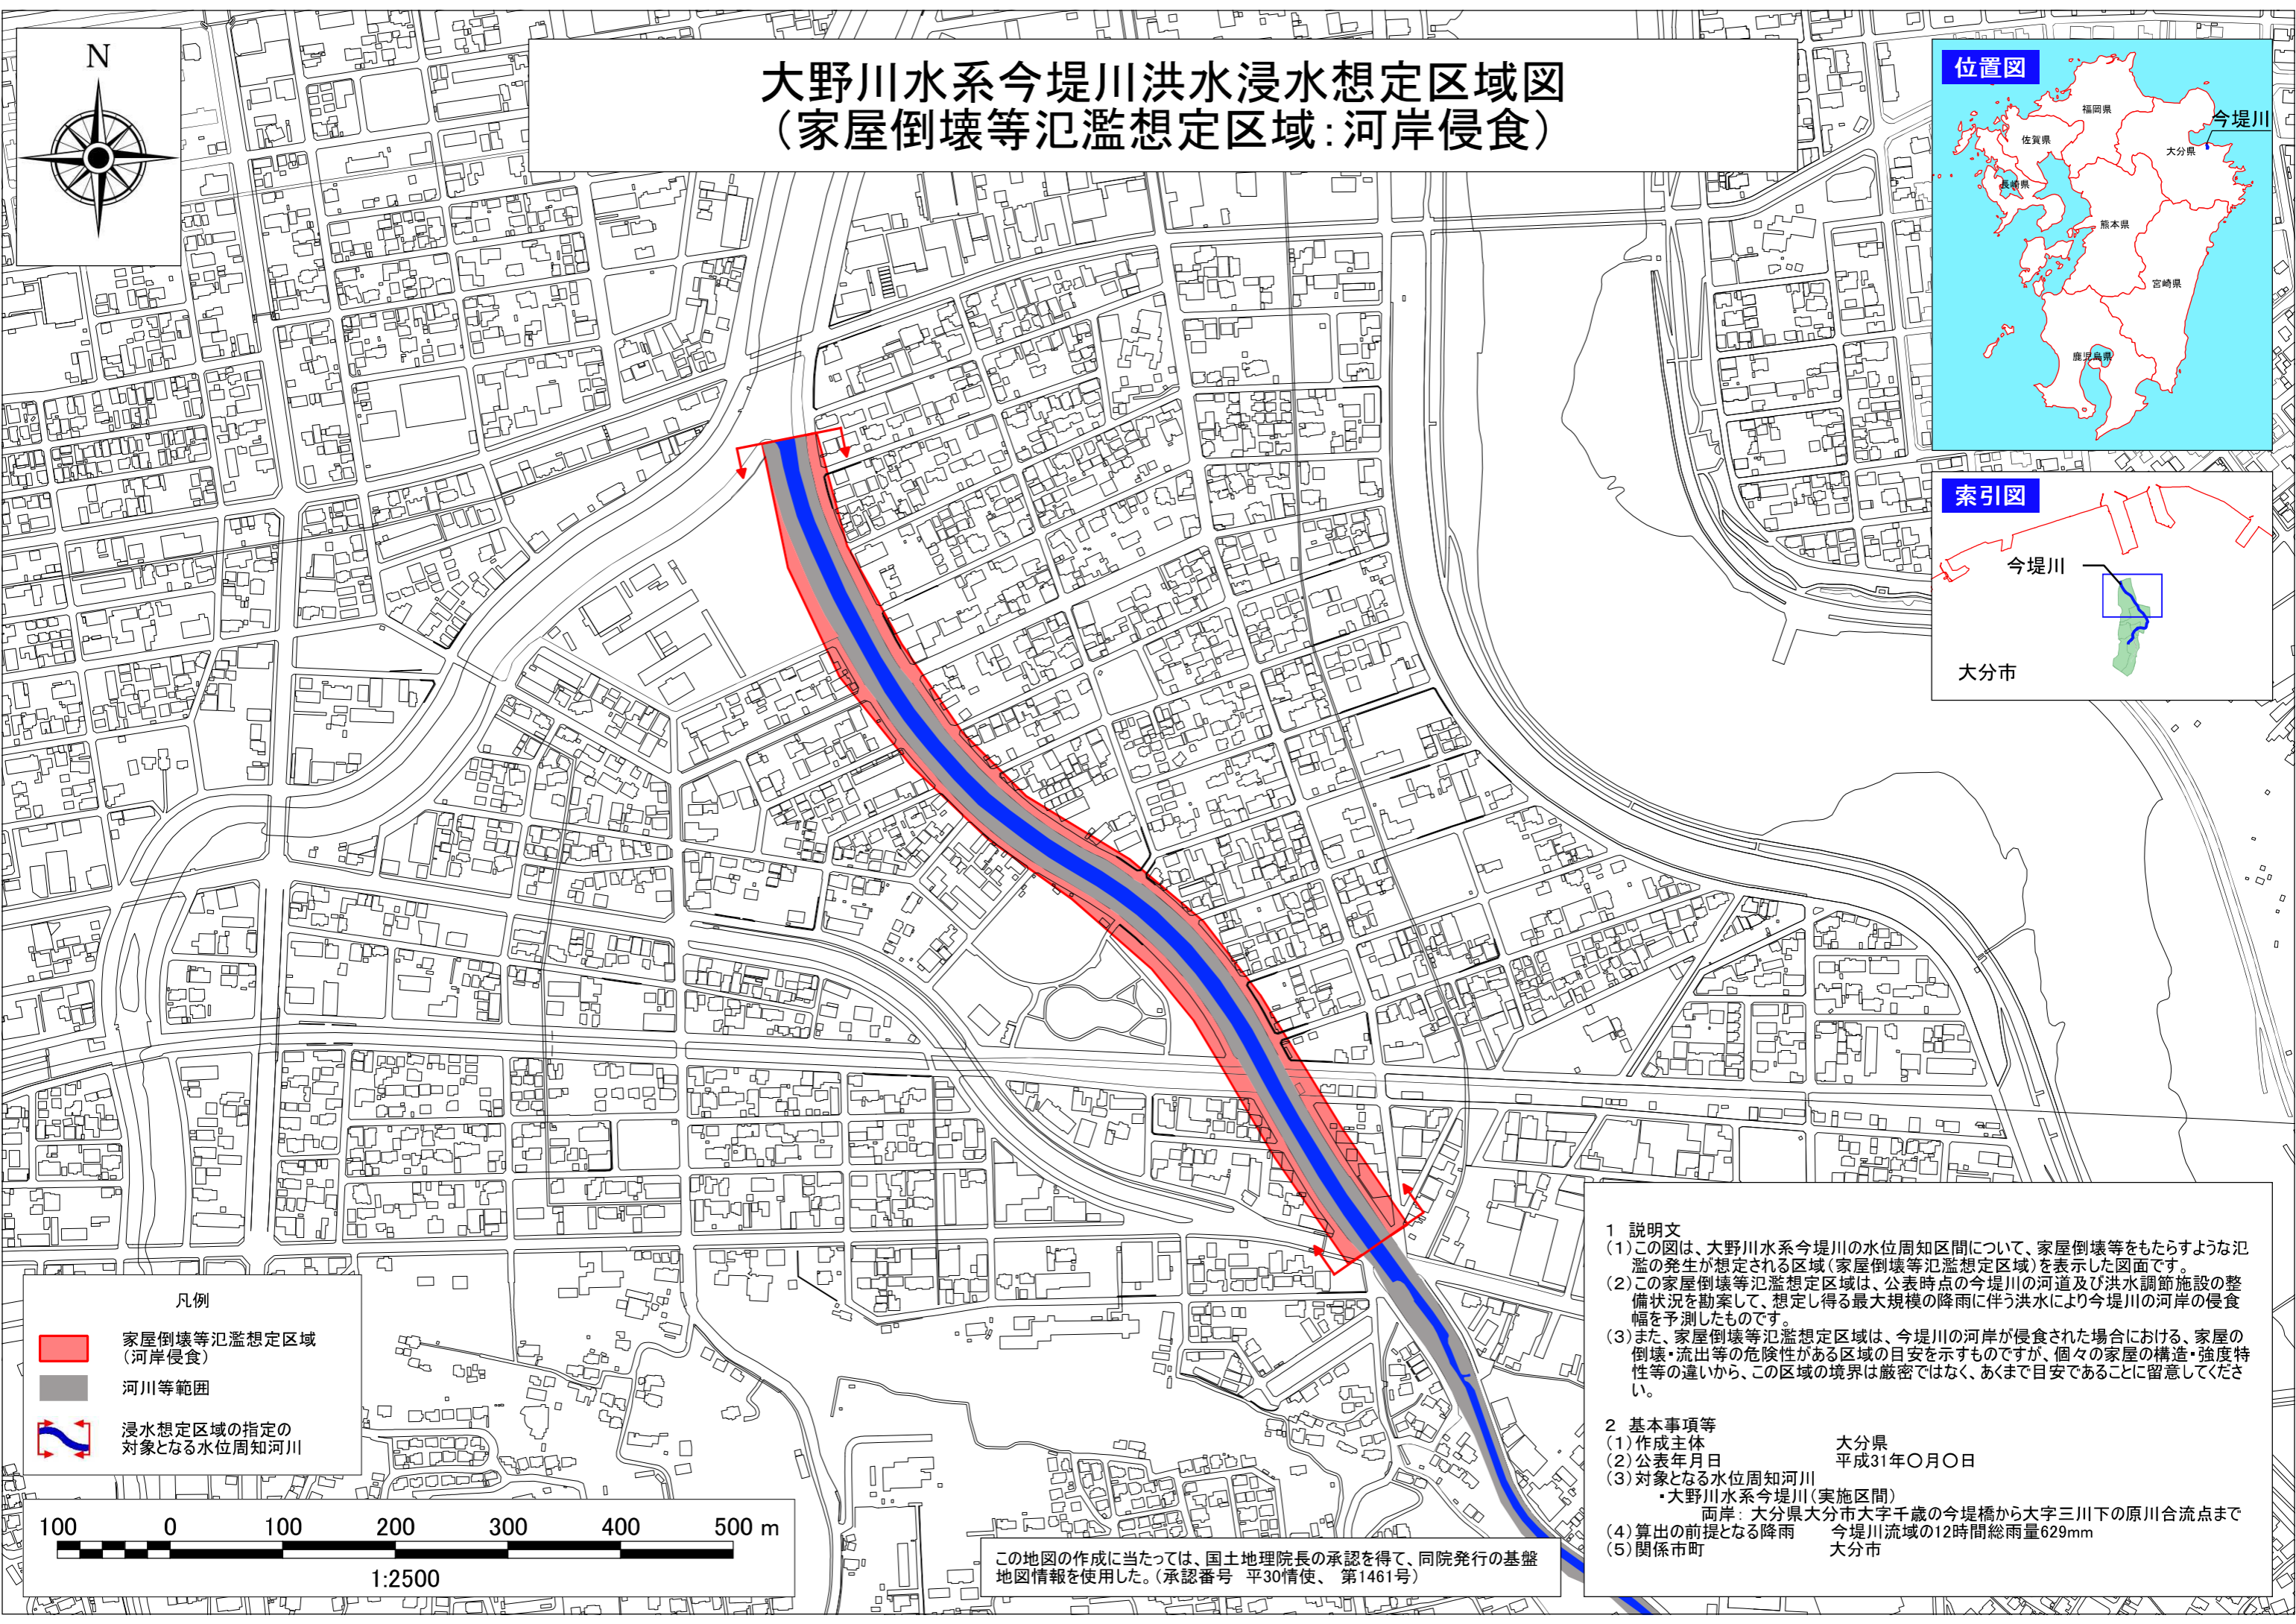 N
大野川水系今堤川洪水浸水想定区域図
（家屋倒壊等氾濫想定区域：河岸侵食）
位置図
福岡県
今堤川
佐賀県
大分県
長崎県
熊本県
宮崎県
鹿児島県
索引図
今堤川
大分市
凡例
家屋倒壊等氾濫想定区域
（河岸侵食）
河川等範囲
浸水想定区域の指定の
対象となる水位周知河川
100 0 100 200 300 400 500 m
1:2500
この地図の作成に当たっては、国土地理院長の承認を得て、同院発行の基盤
地図情報を使用した。（承認番号 平30情使、 第1461号）
1 説明文
（1）この図は、大野川水系今堤川の水位周知区間について、家屋倒壊等をもたらすような氾
濫の発生が想定される区域（家屋倒壊等氾濫想定区域）を表示した図面です。
（2）この家屋倒壊等氾濫想定区域は、公表時点の今堤川の河道及び洪水調節施設の整
備状況を勘案して、想定し得る最大規模の降雨に伴う洪水により今堤川の河岸の侵食
幅を予測したものです。
（3）また、家屋倒壊等氾濫想定区域は、今堤川の河岸が侵食された場合における、家屋の
倒壊・流出等の危険性がある区域の目安を示すものですが、個々の家屋の構造・強度特
性等の違いから、この区域の境界は厳密ではなく、あくまで目安であることに留意してくださ
い。
2 基本事項等
（1）作成主体 大分県
（2）公表年月日 平成31年〇月〇日
（3）対象となる水位周知河川
・大野川水系今堤川（実施区間）
両岸：大分県大分市大字千歳の今堤橋から大字三川下の原川合流点まで
（4）算出の前提となる降雨 今堤川流域の12時間総雨量629mm
（5）関係市町 大分市